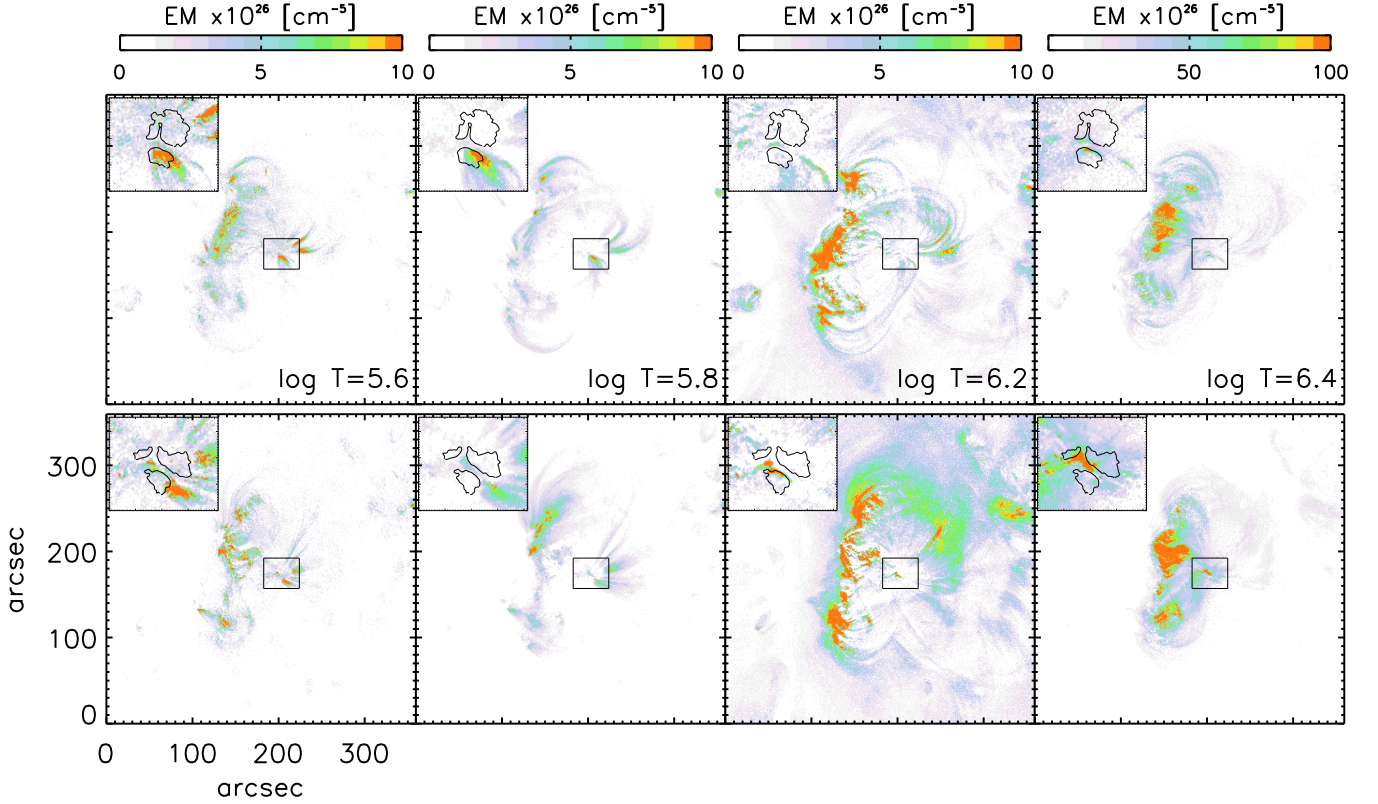 EM x10²⁶ [cm⁻⁵] EM x10²⁶ [cm⁻⁵] EM x10²⁶ [cm⁻⁵] EM x10²⁶ [cm⁻⁵]
0 5 10 0 5 10 0 5 10 0 50 100
log T=5.6 log T=5.8 log T=6.2 log T=6.4
300
200
100
0
arcsec
0 100 200 300
arcsec